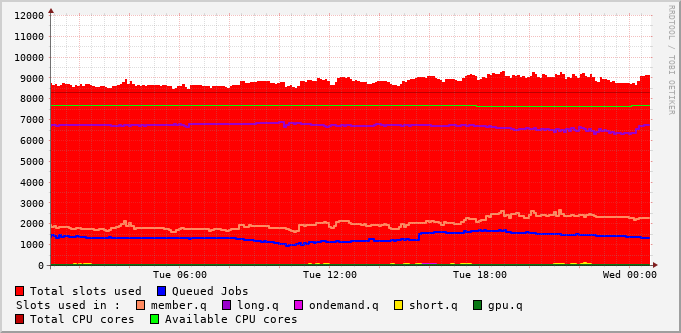 12000
11000
10000
9000
8000
7000
6000
5000
4000
3000
2000
1000
0
Tue 06:00 Tue 12:00 Tue 18:00 Wed 00:00
Total slots used Queued Jobs
Slots used in : member.q long.q ondemand.q short.q gpu.q
Total CPU cores Available CPU cores
RRDTOOL / TOBI OETIKER